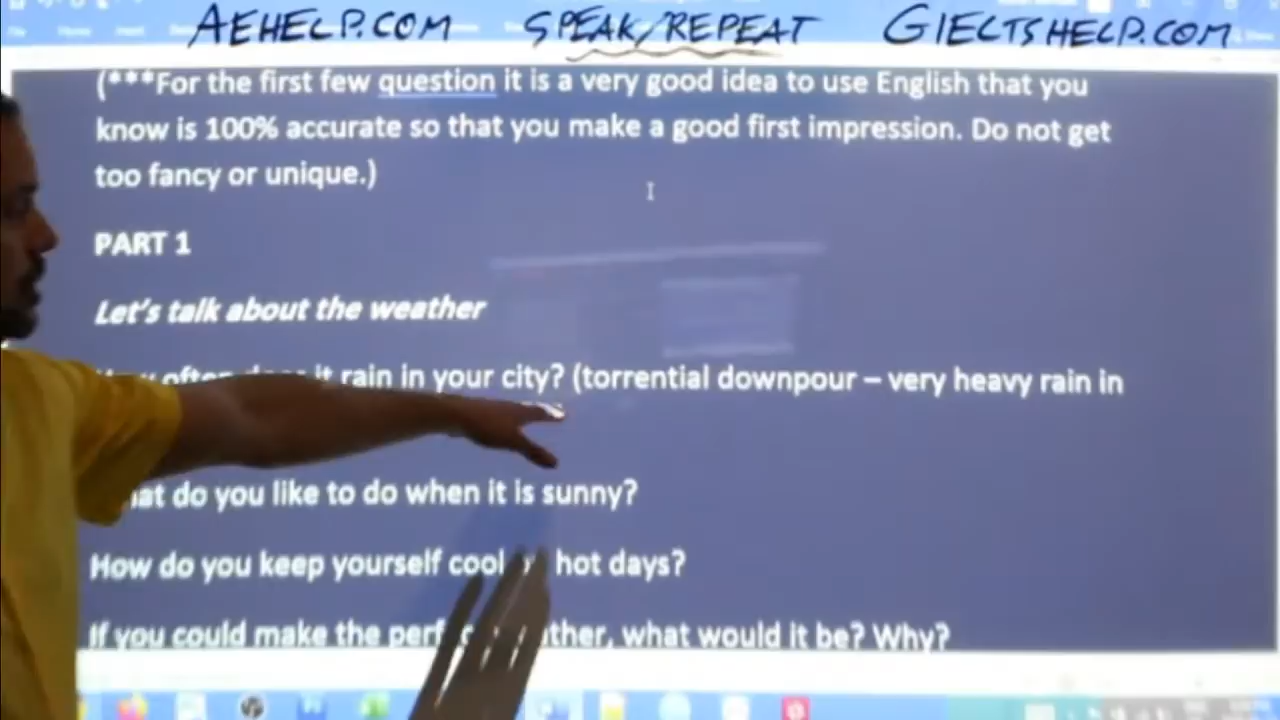 AEHELP.COM SPEAK/REPEAT GIELTSHELP.COM
(***For the first few question it is a very good idea to use English that you
know is 100% accurate so that you make a good first impression. Do not get
too fancy or unique.)
PART 1
Let's talk about the weather
it rain in your city? (torrential downpour – very heavy rain in
do you like to do when it is sunny?
How do you keep yourself cool hot days?
If you could make the what would it be? Why?